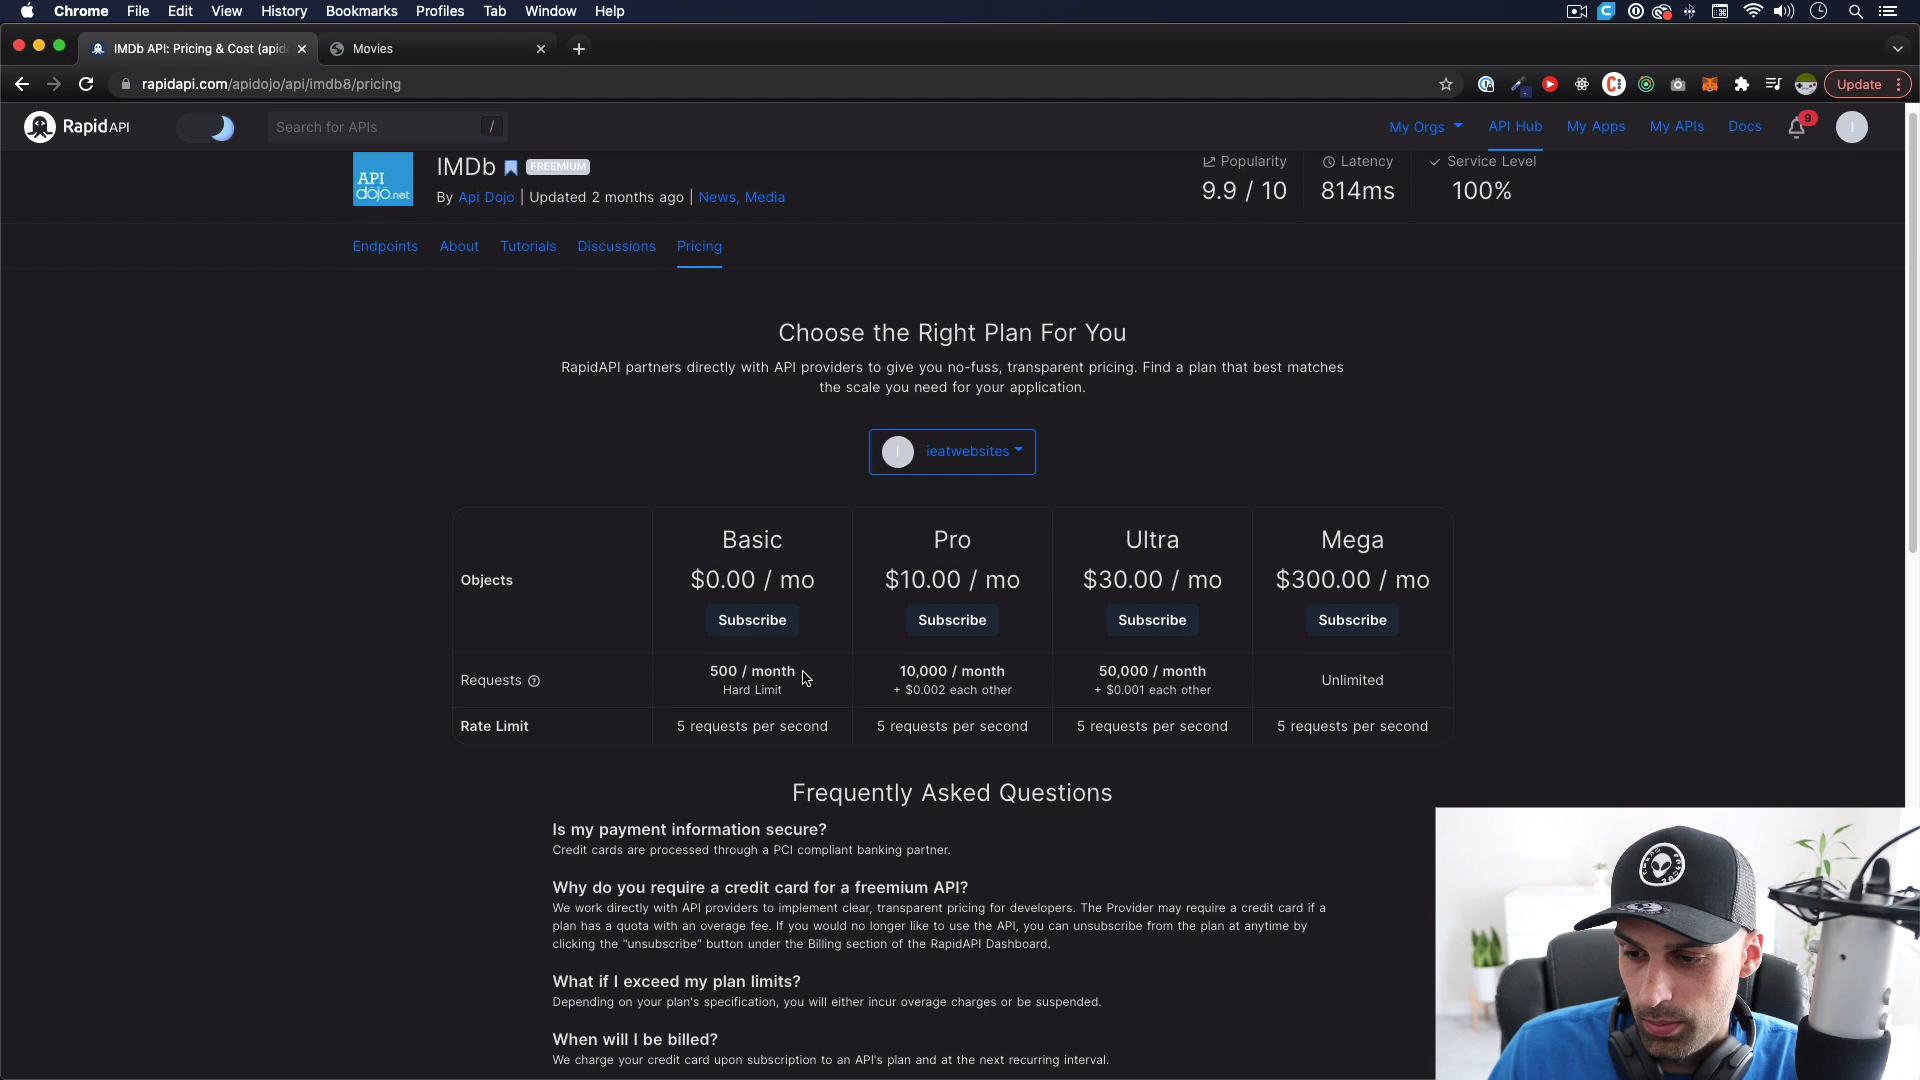 Chrome File Edit View History Bookmarks Profiles Tab Window Help
IMDb API: Pricing & Cost (apid
Movies
rapidapi.com/apidojo/api/imdb8/pricing
Update
Rapid API
Search for APIs /
My Orgs API Hub My Apps My APIs Docs 9
API dojo.net
IMDb FREEMIUM
By Api Dojo | Updated 2 months ago | News, Media
Popularity Latency Service Level
9.9 / 10 814ms 100%
Endpoints About Tutorials Discussions Pricing
Choose the Right Plan For You
RapidAPI partners directly with API providers to give you no-fuss, transparent pricing. Find a plan that best matches
the scale you need for your application.
I ieatwebsites
Basic Pro Ultra Mega
Objects $0.00 / mo $10.00 / mo $30.00 / mo $300.00 / mo
Subscribe Subscribe Subscribe Subscribe
Requests 500 / month 10,000 / month 50,000 / month Unlimited
Hard Limit + $0.002 each other + $0.001 each other
Rate Limit 5 requests per second 5 requests per second 5 requests per second 5 requests per second
Frequently Asked Questions
Is my payment information secure?
Credit cards are processed through a PCI compliant banking partner.
Why do you require a credit card for a freemium API?
We work directly with API providers to implement clear, transparent pricing for developers. The Provider may require a credit card if a
plan has a quota with an overage fee. If you would no longer like to use the API, you can unsubscribe from the plan at anytime by
clicking the "unsubscribe" button under the Billing section of the RapidAPI Dashboard.
What if I exceed my plan limits?
Depending on your plan's specification, you will either incur overage charges or be suspended.
When will I be billed?
We charge your credit card upon subscription to an API's plan and at the next recurring interval.